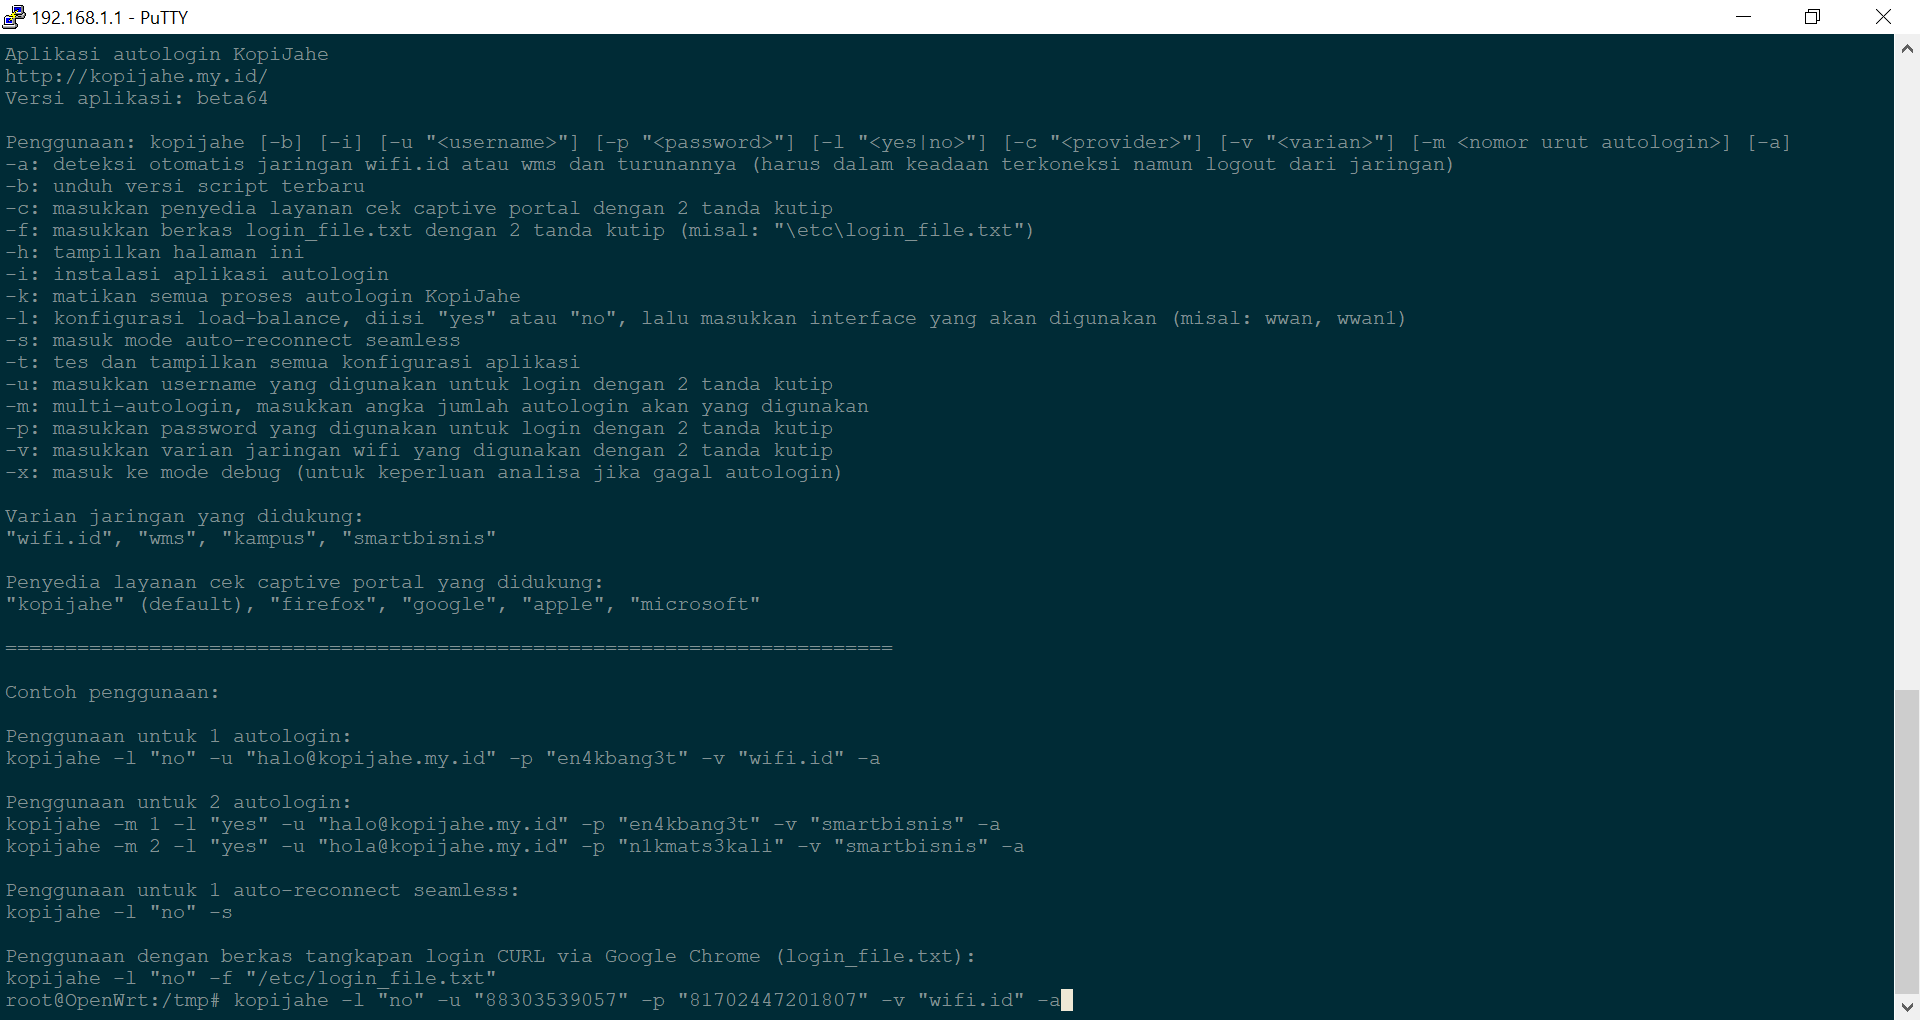 192.168.1.1 - PuTTY
Aplikasi autologin KopiJahe
http://kopijahe.my.id/
Versi aplikasi: beta64
Penggunaan: kopijahe [-b] [-i] [-u "<username>"] [-p "<password>"] [-l "<yes|no>"] [-c "<provider>"] [-v "<varian>"] [-m <nomor urut autologin>] [-a]
-a: deteksi otomatis jaringan wifi.id atau wms dan turunannya (harus dalam keadaan terkoneksi namun logout dari jaringan)
-b: unduh versi script terbaru
-c: masukkan penyedia layanan cek captive portal dengan 2 tanda kutip
-f: masukkan berkas login_file.txt dengan 2 tanda kutip (misal: "\etc\login_file.txt")
-h: tampilkan halaman ini
-i: instalasi aplikasi autologin
-k: matikan semua proses autologin KopiJahe
-l: konfigurasi load-balance, diisi "yes" atau "no", lalu masukkan interface yang akan digunakan (misal: wwan, wwan1)
-s: masuk mode auto-reconnect seamless
-t: tes dan tampilkan semua konfigurasi aplikasi
-u: masukkan username yang digunakan untuk login dengan 2 tanda kutip
-m: multi-autologin, masukkan angka jumlah autologin akan yang digunakan
-p: masukkan password yang digunakan untuk login dengan 2 tanda kutip
-v: masukkan varian jaringan wifi yang digunakan dengan 2 tanda kutip
-x: masuk ke mode debug (untuk keperluan analisa jika gagal autologin)
Varian jaringan yang didukung:
"wifi.id", "wms", "kampus", "smartbisnis"
Penyedia layanan cek captive portal yang didukung:
"kopijahe" (default), "firefox", "google", "apple", "microsoft"
==========================================================================
Contoh penggunaan:
Penggunaan untuk 1 autologin:
kopijahe -l "no" -u "halo@kopijahe.my.id" -p "en4kbang3t" -v "wifi.id" -a
Penggunaan untuk 2 autologin:
kopijahe -m 1 -l "yes" -u "halo@kopijahe.my.id" -p "en4kbang3t" -v "smartbisnis" -a
kopijahe -m 2 -l "yes" -u "hola@kopijahe.my.id" -p "n1kmats3kali" -v "smartbisnis" -a
Penggunaan untuk 1 auto-reconnect seamless:
kopijahe -l "no" -s
Penggunaan dengan berkas tangkapan login CURL via Google Chrome (login_file.txt):
kopijahe -l "no" -f "/etc/login_file.txt"
root@OpenWrt:/tmp# kopijahe -l "no" -u "88303539057" -p "81702447201807" -v "wifi.id" -a